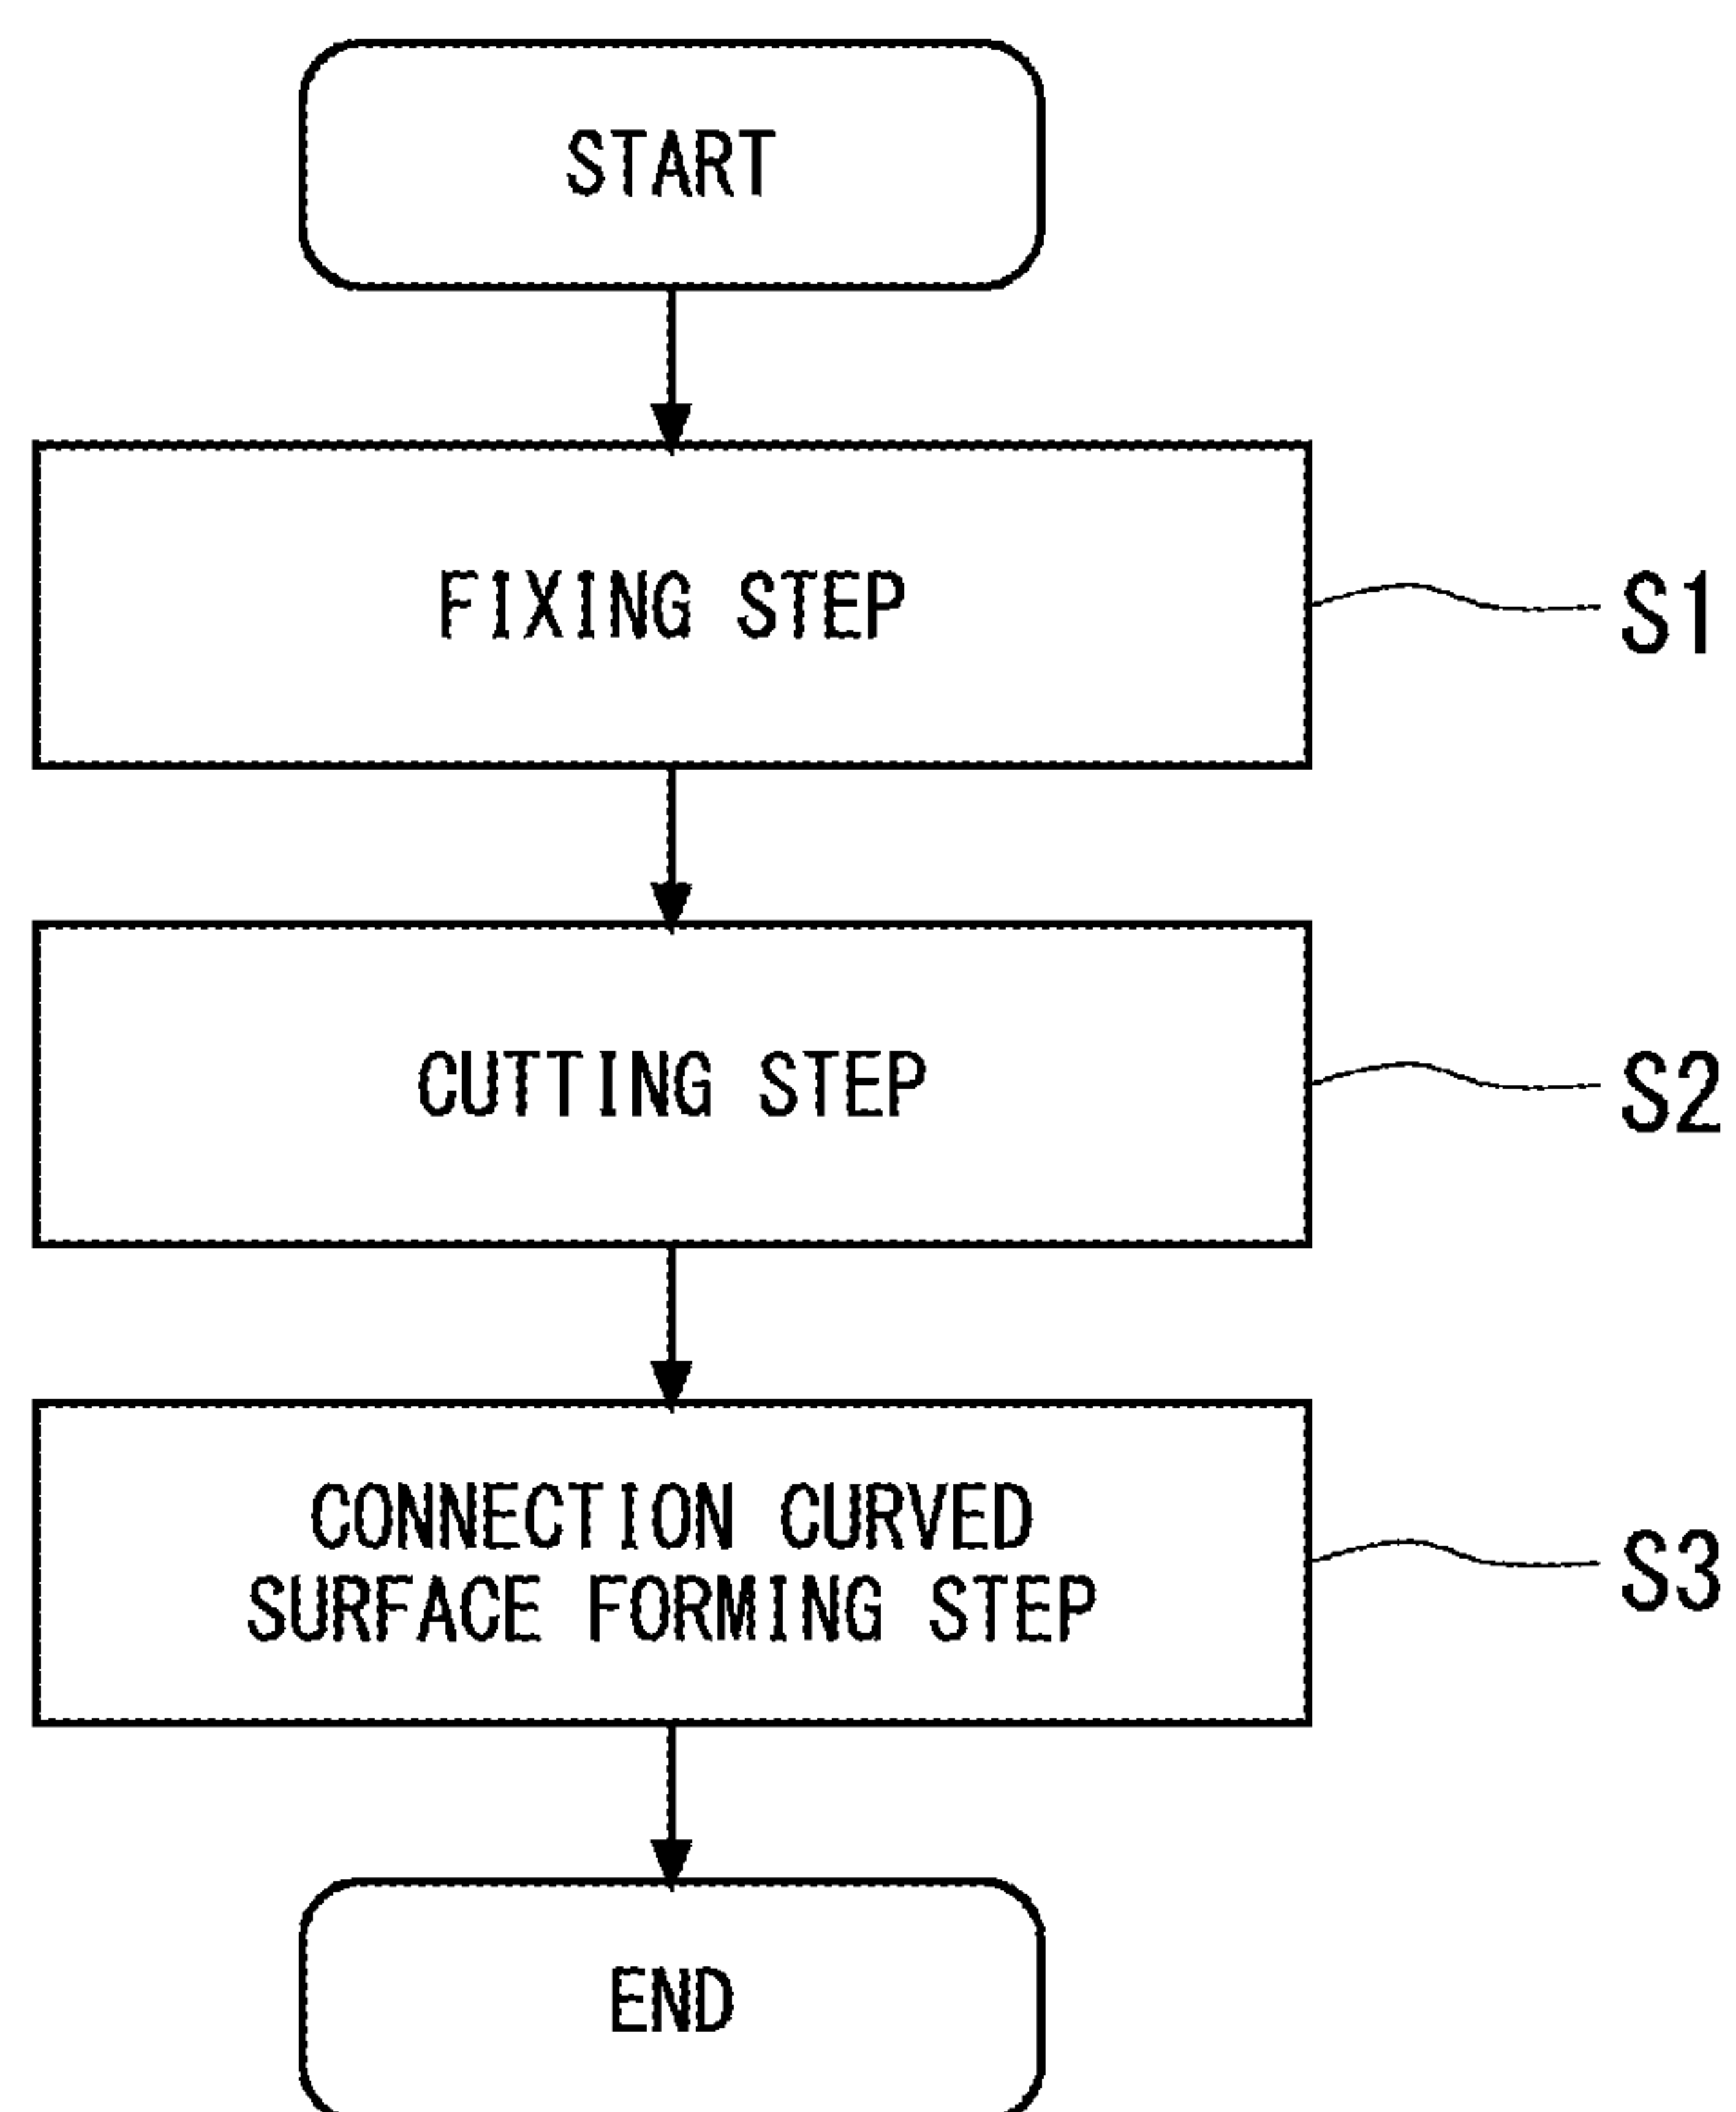 START
FIXING STEP
S1
CUTTING STEP
S2
CONNECTION CURVED
SURFACE FORMING STEP
S3
END